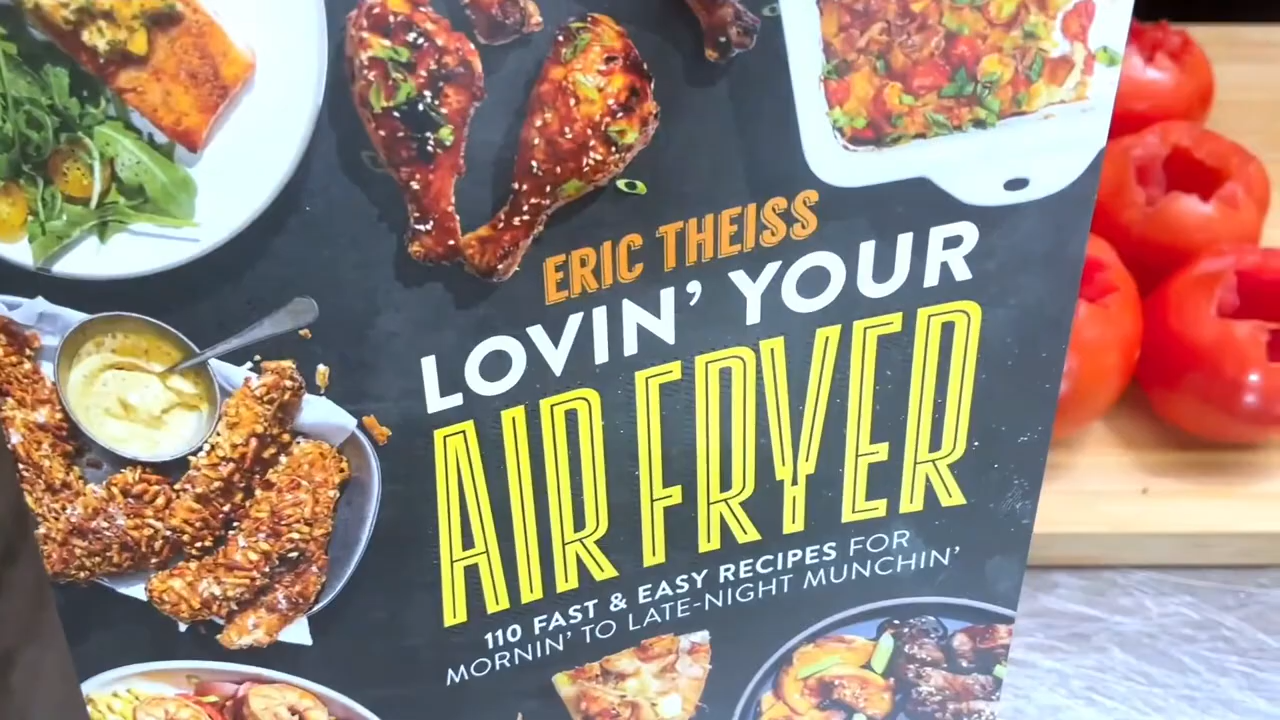 ERIC THEISS
LOVIN' YOUR
AIR FRYER
110 FAST & EASY RECIPES FOR
MORNIN' TO LATE-NIGHT MUNCHIN'